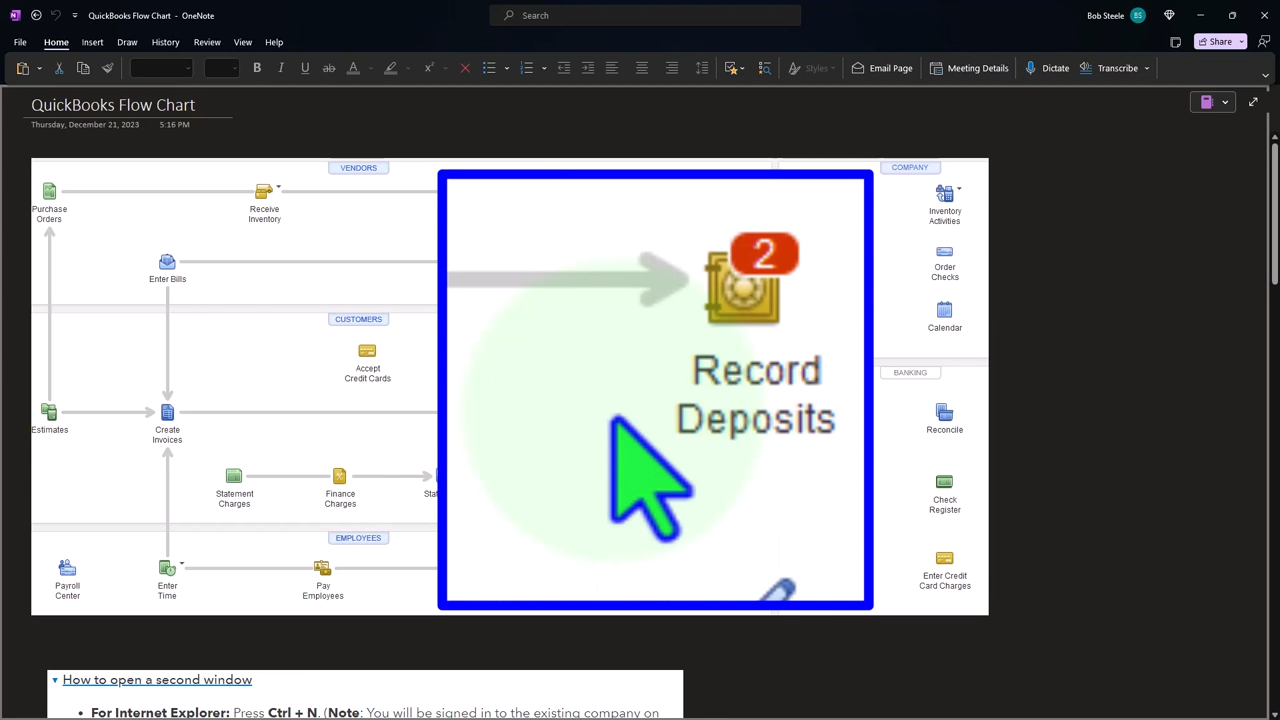 QuickBooks Flow Chart - OneNote
Search
Bob Steele
BS
File
Home
Insert
Draw
History
Review
View
Help
Share
Email Page
Meeting Details
Dictate
Transcribe
Styles
QuickBooks Flow Chart
Thursday, December 21, 2023
5:16 PM
VENDORS
COMPANY
Purchase
Orders
Receive
Inventory
Inventory
Activities
Enter Bills
Order
Checks
Calendar
CUSTOMERS
Accept
Credit Cards
2
Record
Deposits
BANKING
Estimates
Create
Invoices
Reconcile
Statement
Charges
Finance
Charges
Check
Register
EMPLOYEES
Payroll
Center
Enter
Time
Pay
Employees
Enter Credit
Card Charges
How to open a second window
• For Internet Explorer: Press Ctrl + N. (Note: You will be signed in to the existing company on